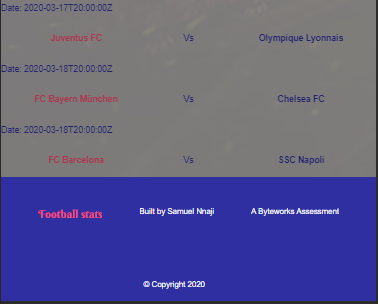 Date: 2020-03-17T20:00:00Z
Juventus FC Vs Olympique Lyonnais
Date: 2020-03-18T20:00:00Z
FC Bayern München Vs Chelsea FC
Date: 2020-03-18T20:00:00Z
FC Barcelona Vs SSC Napoli
Football stats Built by Samuel Nnaji A Byteworks Assessment
© Copyright 2020